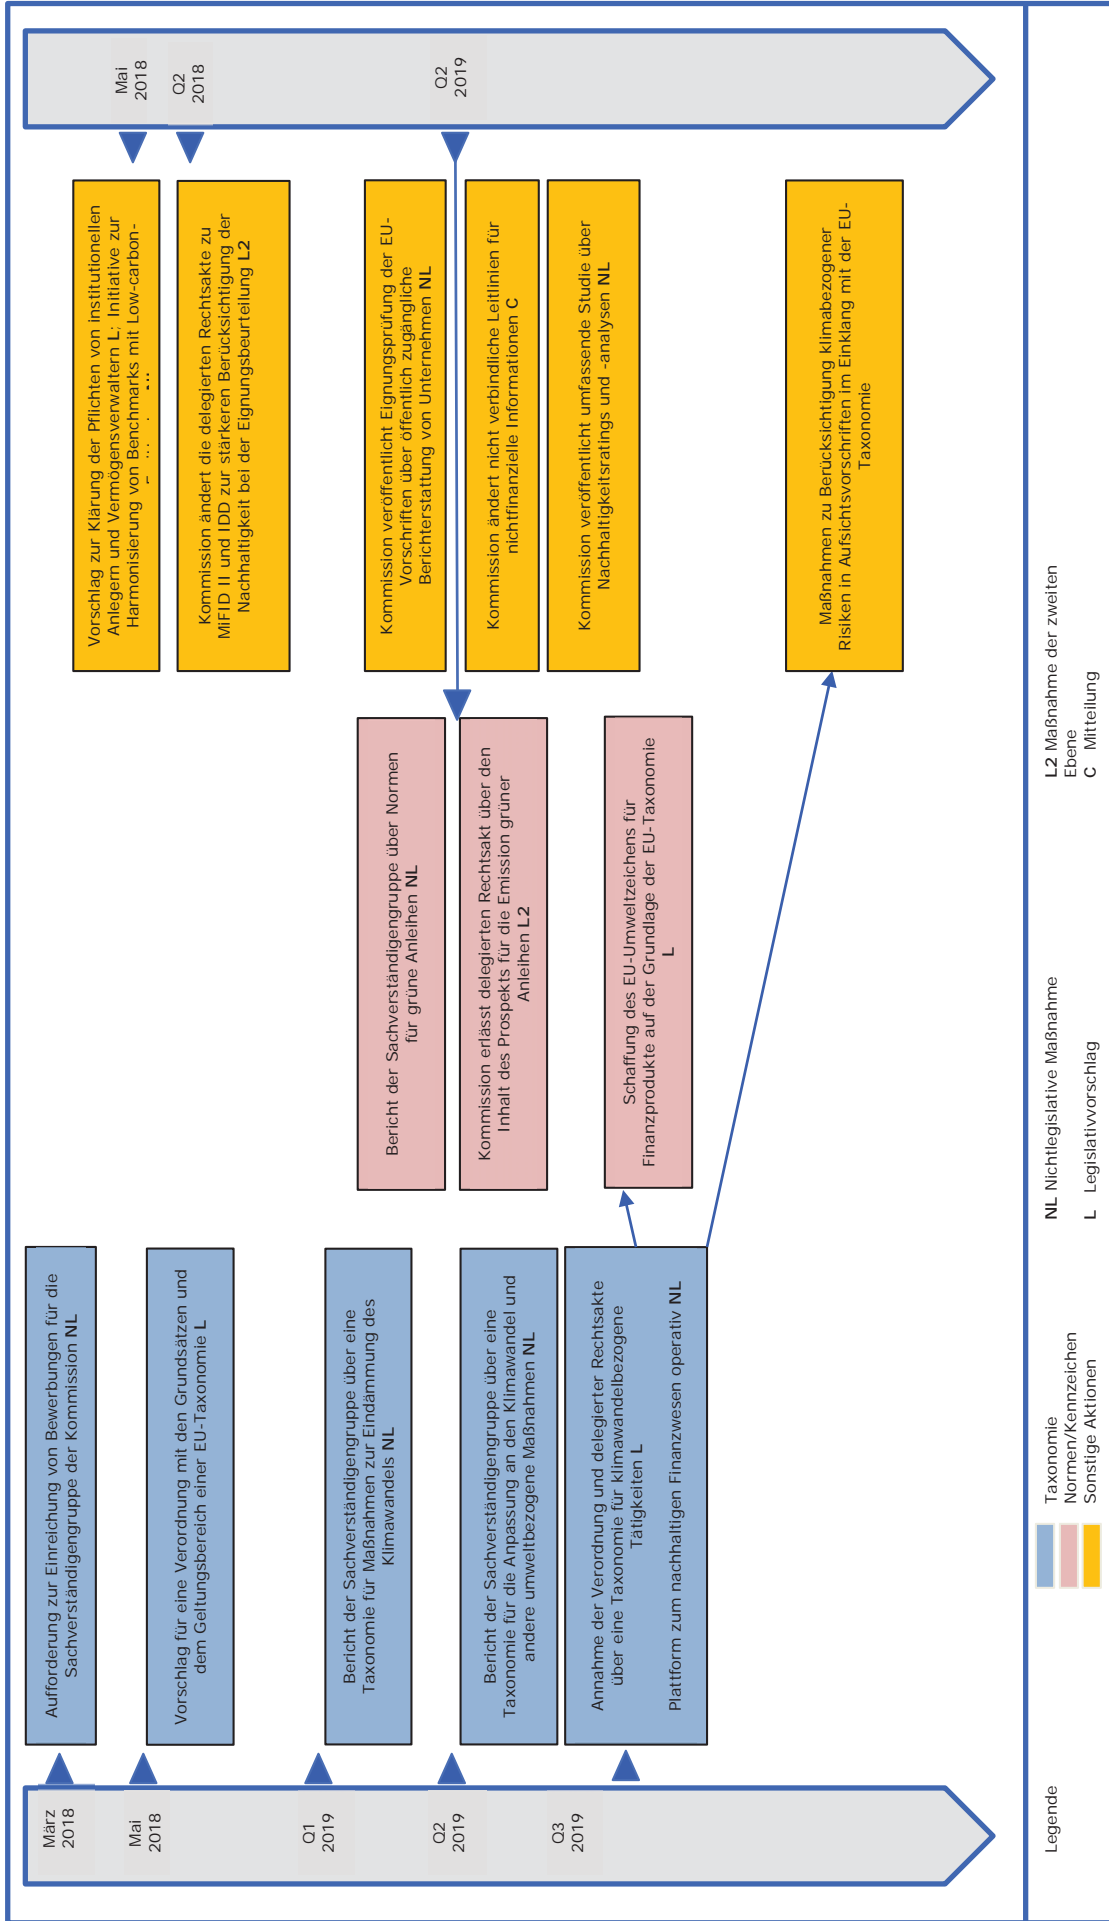 März
2018
Mai
2018
Q1
2019
Q2
2019
Q3
2019
Aufforderung zur Einreichung von Bewerbungen für die
Sachverständigengruppe der Kommission NL
Vorschlag für eine Verordnung mit den Grundsätzen und
dem Geltungsbereich einer EU-Taxonomie L
Bericht der Sachverständigengruppe über eine
Taxonomie für Maßnahmen zur Eindämmung des
Klimawandels NL
Bericht der Sachverständigengruppe über eine
Taxonomie für die Anpassung an den Klimawandel und
andere umweltbezogene Maßnahmen NL
Annahme der Verordnung und delegierter Rechtsakte
über eine Taxonomie für klimawandelbezogene
Tätigkeiten L
Plattform zum nachhaltigen Finanzwesen operativ NL
Bericht der Sachverständigengruppe über Normen
für grüne Anleihen NL
Kommission erlässt delegierten Rechtsakt über den
Inhalt des Prospekts für die Emission grüner
Anleihen L2
Schaffung des EU-Umweltzeichens für
Finanzprodukte auf der Grundlage der EU-Taxonomie
L
Vorschlag zur Klärung der Pflichten von institutionellen
Anlegern und Vermögensverwaltern L; Initiative zur
Harmonisierung von Benchmarks mit Low-carbon-
Kommission ändert die delegierten Rechtsakte zu
MiFID II und IDD zur stärkeren Berücksichtigung der
Nachhaltigkeit bei der Eignungsbeurteilung L2
Kommission veröffentlicht Eignungsprüfung der EU-
Vorschriften über öffentlich zugängliche
Berichterstattung von Unternehmen NL
Kommission ändert nicht verbindliche Leitlinien für
nichtfinanzielle Informationen C
Kommission veröffentlicht umfassende Studie über
Nachhaltigkeitsratings und -analysen NL
Maßnahmen zu Berücksichtigung klimabezogener
Risiken in Aufsichtsvorschriften im Einklang mit der EU-
Taxonomie
Mai
2018
Q2
2018
Q2
2019
Legende
Taxonomie
Normen/Kennzeichen
Sonstige Aktionen
NL Nichtlegislative Maßnahme
L Legislativvorschlag
L2 Maßnahme der zweiten
Ebene
C Mitteilung